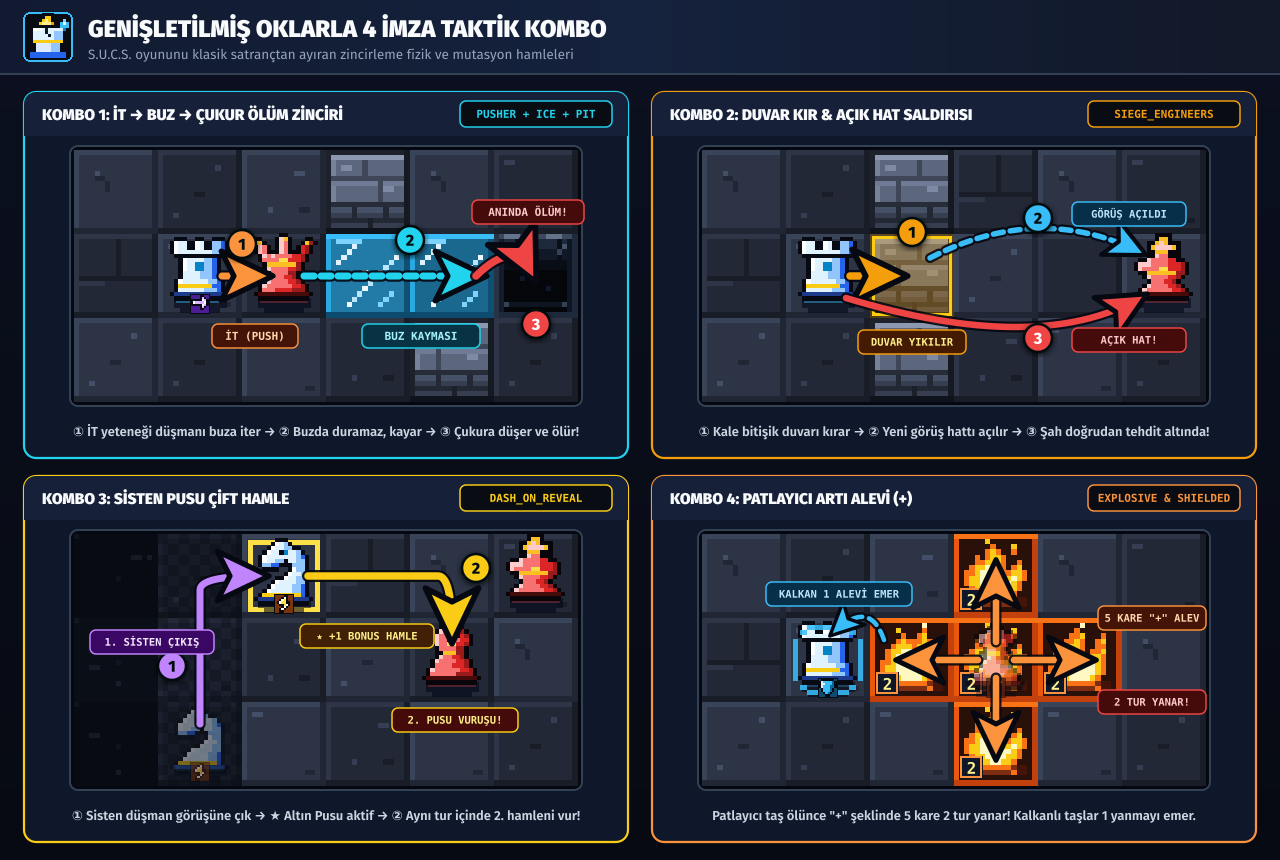 GENİŞLETİLMİŞ OKLARLA 4 İMZA TAKTİK KOMBO
S.U.C.S. oyununu klasik satrançtan ayıran zincirleme fizik ve mutasyon hamleleri
KOMBO 1: İT → BUZ → ÇUKUR ÖLÜM ZİNCİRİ
PUSHER + ICE + PIT
ANINDA ÖLÜM!
1
2
3
İT (PUSH)
BUZ KAYMASI
① İT yeteneği düşmanı buza iter → ② Buzda duramaz, kayar → ③ Çukura düşer ve ölür!
KOMBO 2: DUVAR KIR & AÇIK HAT SALDIRISI
SIEGE_ENGINEERS
1
2
GÖRÜŞ AÇILDI
DUVAR YIKILIR
3
AÇIK HAT!
① Kale bitişik duvarı kırar → ② Yeni görüş hattı açılır → ③ Şah doğrudan tehdit altında!
KOMBO 3: SİSTEN PUSU ÇİFT HAMLE
DASH_ON_REVEAL
2
1. SİSTEN ÇIKIŞ
★ +1 BONUS HAMLE
1
2. PUSU VURUŞU!
① Sisten düşman görüşüne çık → ★ Altın Pusu aktif → ② Aynı tur içinde 2. hamleni vur!
KOMBO 4: PATLAYICI ARTI ALEVİ (+)
EXPLOSIVE & SHIELDED
KALKAN 1 ALEVİ EMER
2
5 KARE "+" ALEV
2
2
2
2 TUR YANAR!
2
Patlayıcı taş ölünce "+" şeklinde 5 kare 2 tur yanar! Kalkanlı taşlar 1 yanmayı emer.